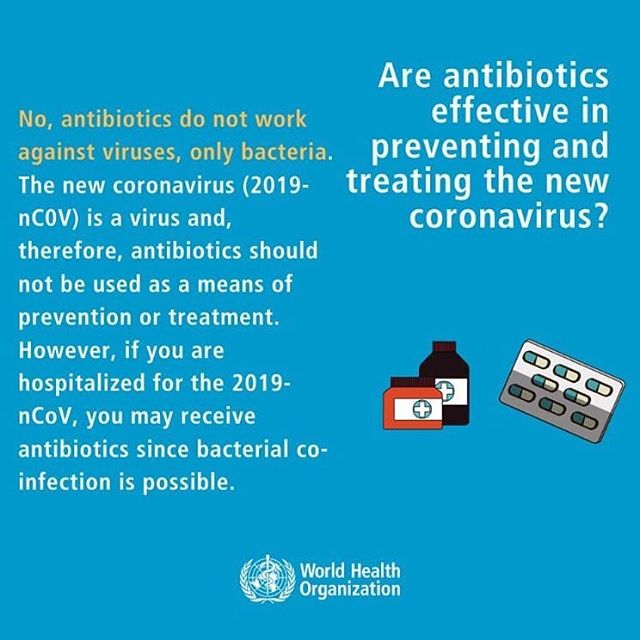 Are antibiotics
effective in
preventing and
treating the new
coronavirus?
No, antibiotics do not work
against viruses, only bacteria.
The new coronavirus (2019-
nC0V) is a virus and,
therefore, antibiotics should
not be used as a means of
prevention or treatment.
However, if you are
hospitalized for the 2019-
nCoV, you may receive
antibiotics since bacterial co-
infection is possible.
World Health
Organization